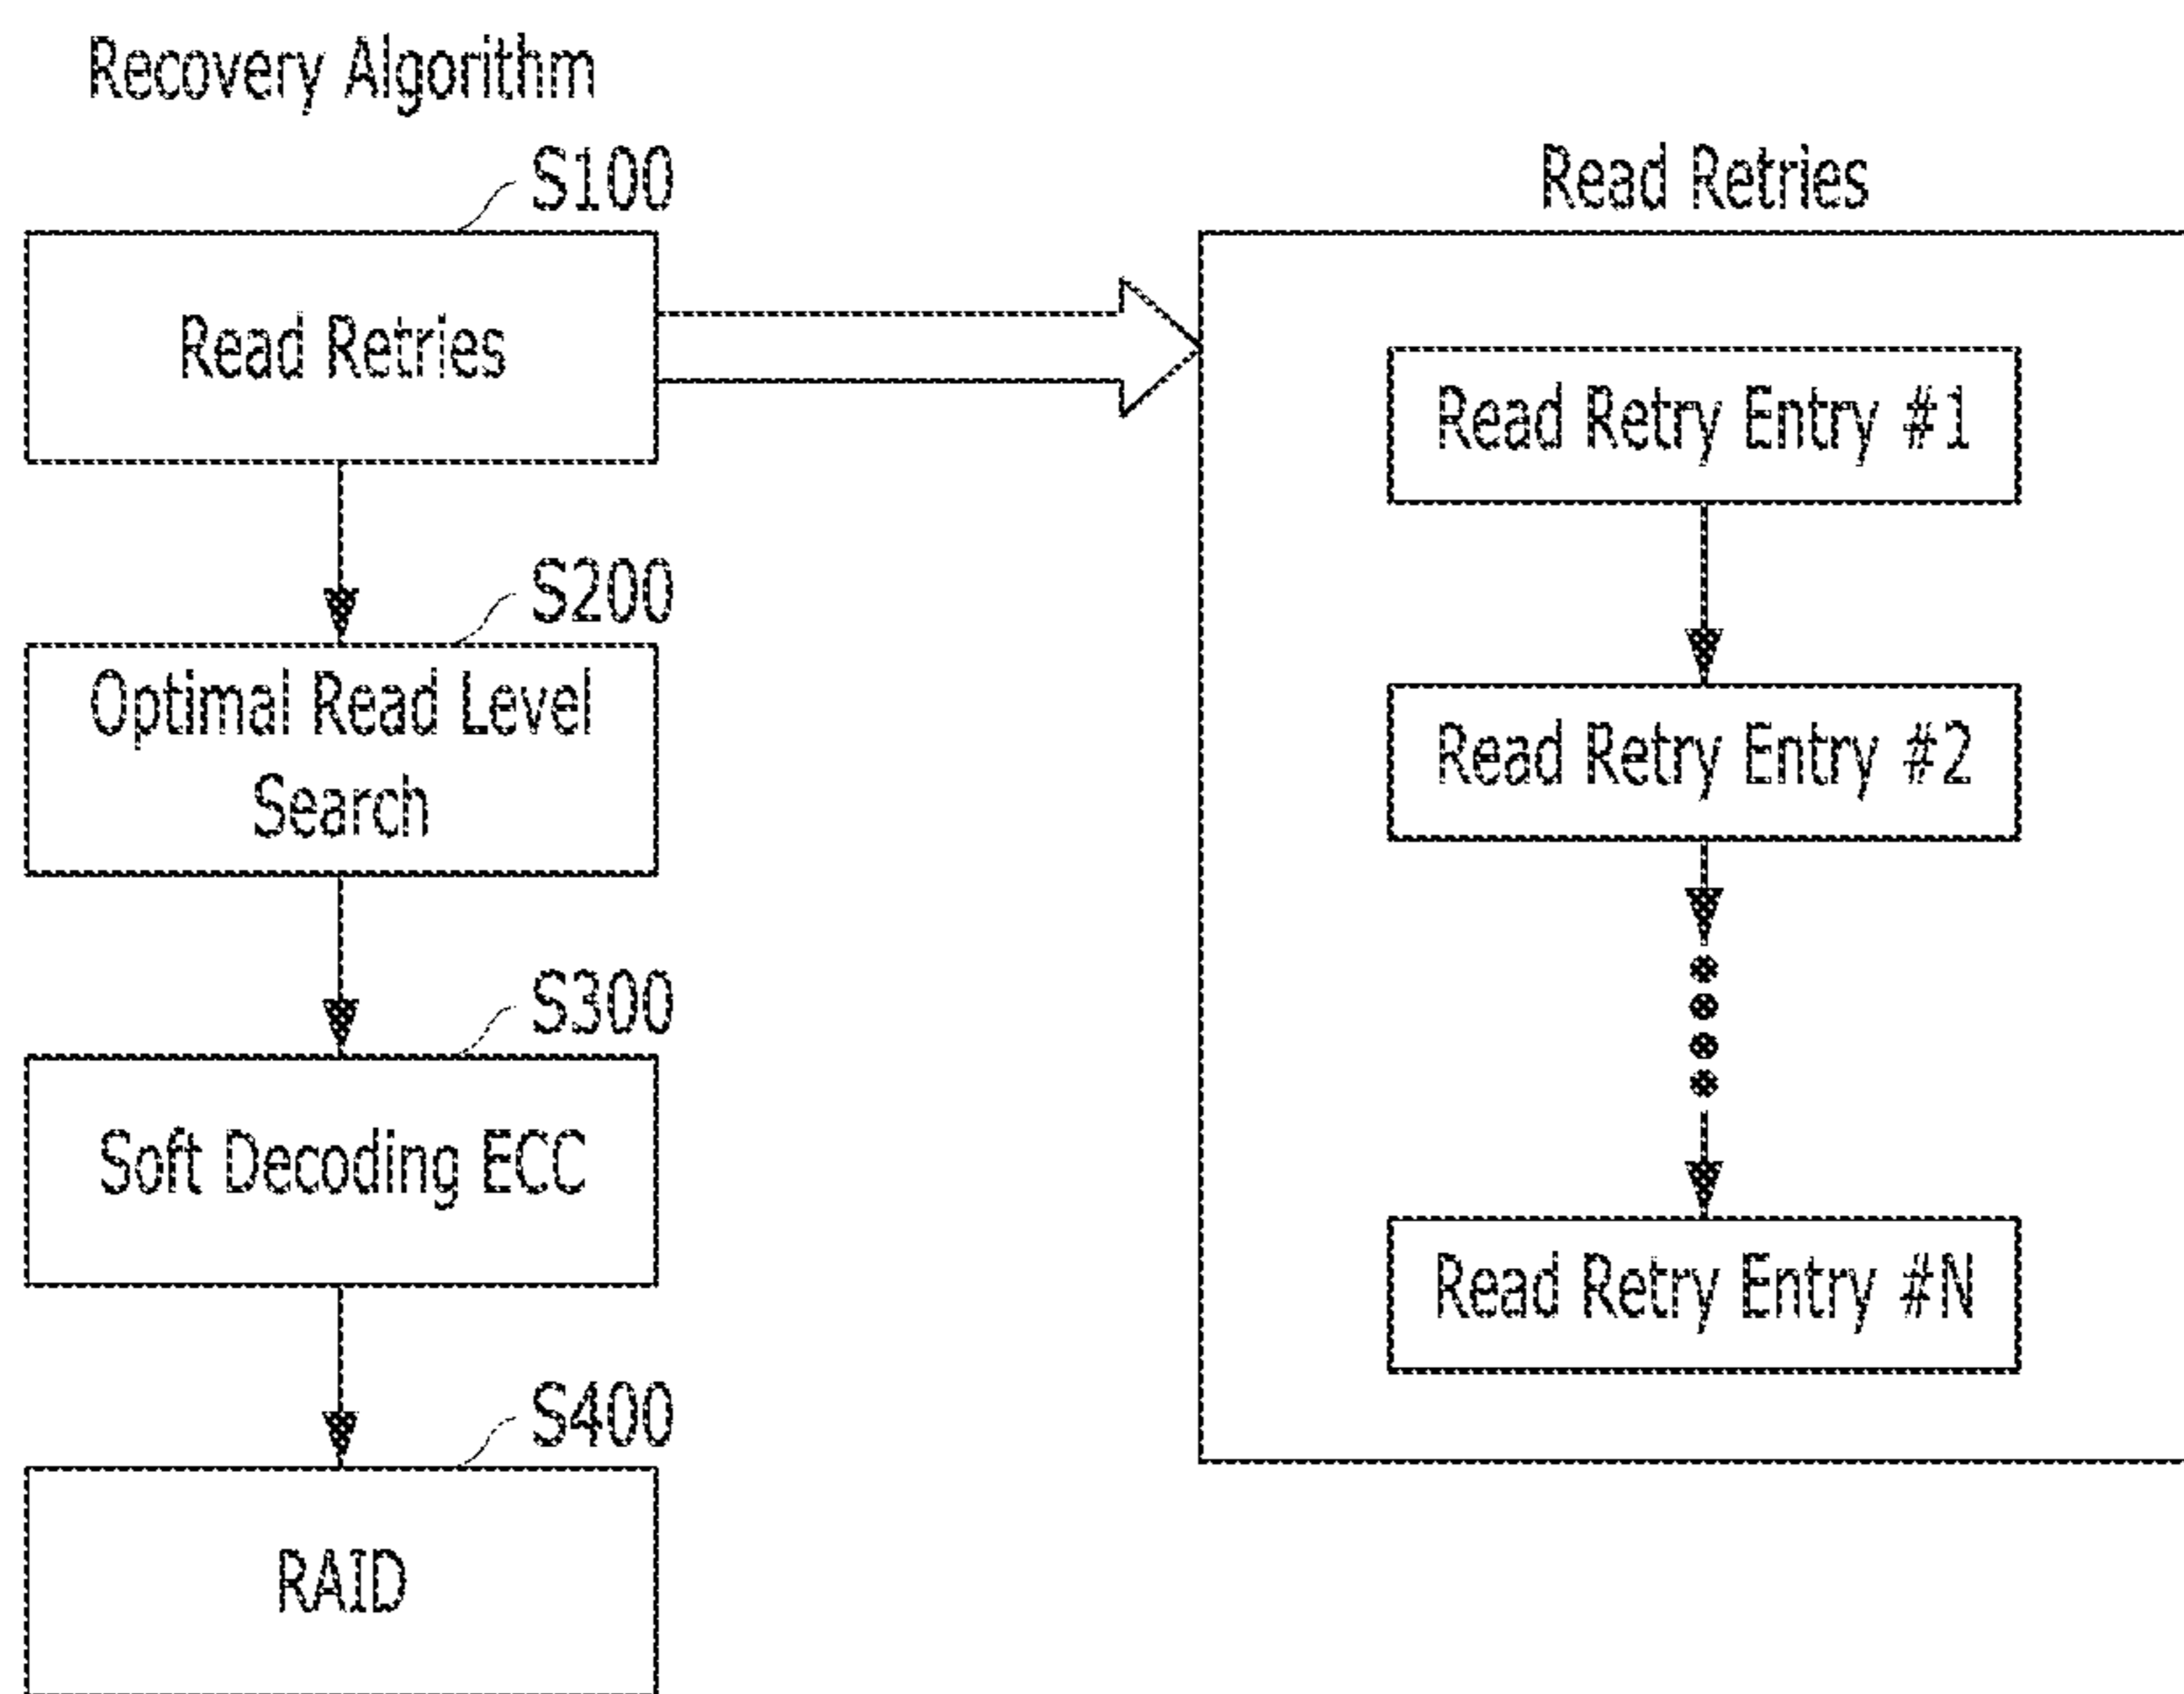 Recovery Algorithm
S100
Read Retries
S200
Optimal Read Level
Search
S300
Soft Decoding ECC
S400
RAID
Read Retries
Read Retry Entry #1
Read Retry Entry #2
Read Retry Entry #N